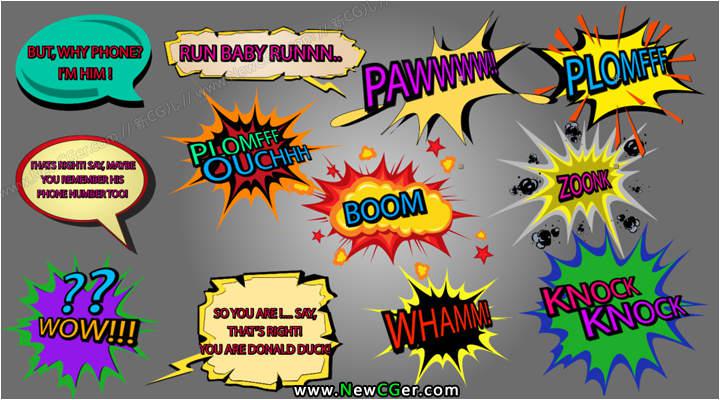 BUT, WHY PHONE?
I'M HIM !
RUN BABY RUNNN..
PAWWWW!!
PLOMFFF
THATS RIGHT! SAY, MAYBE
YOU REMEMBER HIS
PHONE NUMBER TOO!
PLOMFFF
OUCHHH
BOOM
ZOONK
??
WOW!!!
SO YOU ARE I.... SAY,
THAT'S RIGHT!
YOU ARE DONALD DUCK!
WHAMM!
KNOCK
KNOCK
www.NewCGer.com